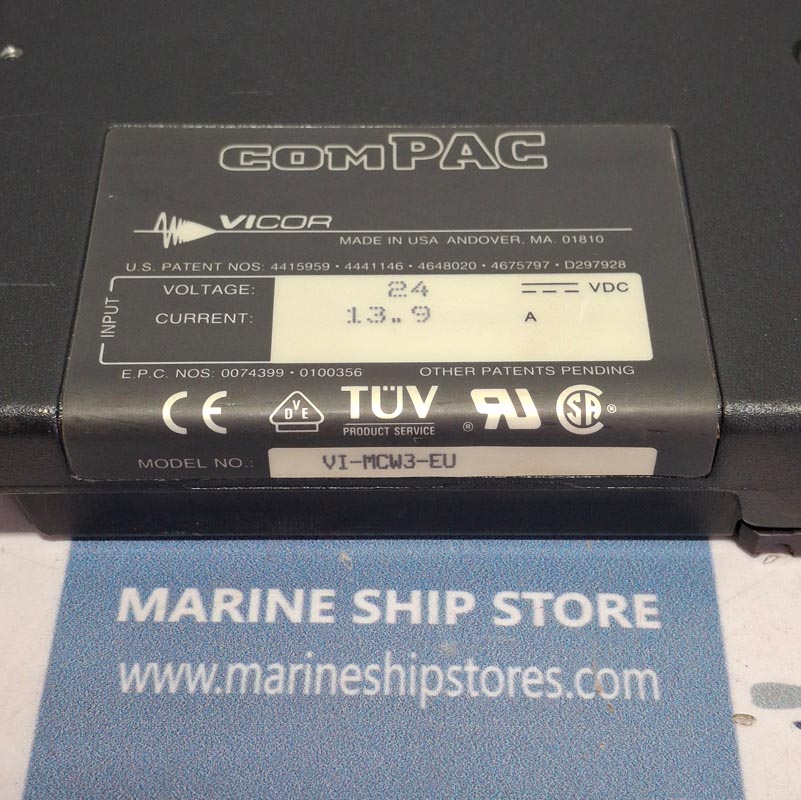 comPAC
VICOR
MADE IN USA ANDOVER, MA. 01810
U.S. PATENT NOS: 4415959 • 4441146 • 4648020 • 4675797 • D297928
INPUT
VOLTAGE: 24 VDC
CURRENT: 13.9 A
E.P.C. NOS: 0074399 • 0100356 OTHER PATENTS PENDING
CE VDE TÜV PRODUCT SERVICE RU ® SA ®
MODEL NO.: VI-MCW3-EU
MARINE SHIP STORE
www.marineshipstores.com